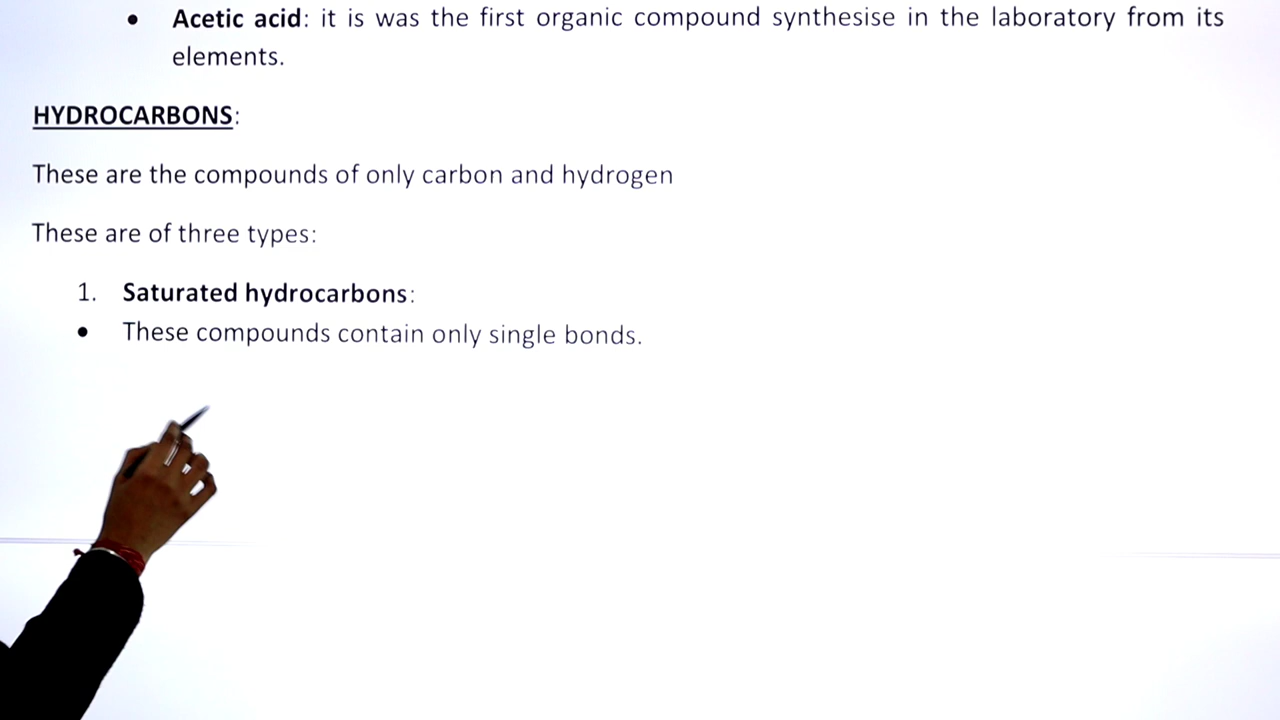 • Acetic acid: it is was the first organic compound synthesise in the laboratory from its
elements.
HYDROCARBONS:
These are the compounds of only carbon and hydrogen
These are of three types:
1. Saturated hydrocarbons:
• These compounds contain only single bonds.